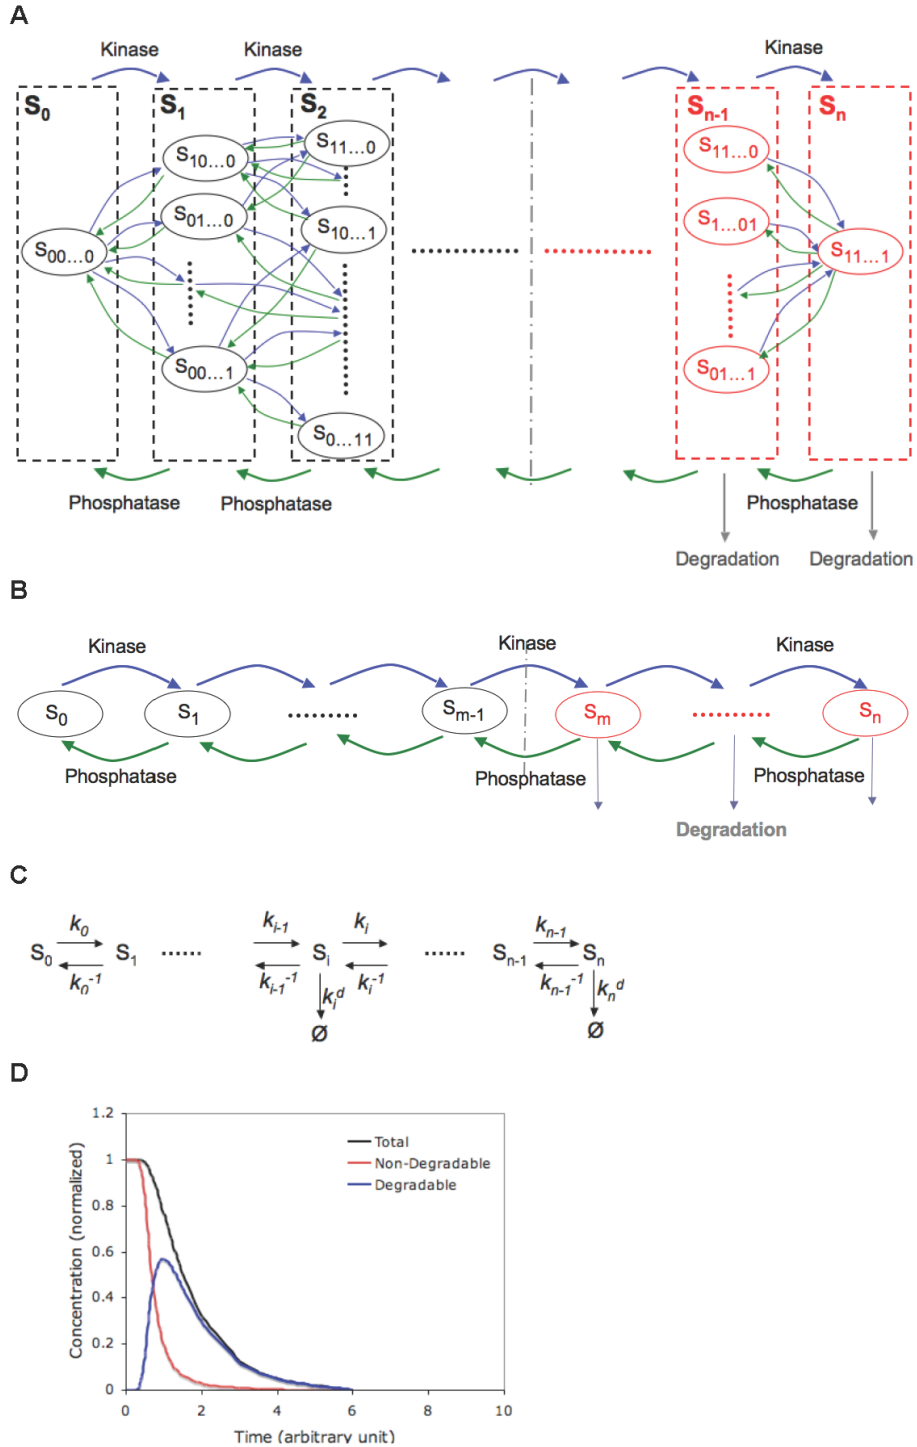 A
Kinase Kinase Kinase
S0 S1 S2 Sn-1 Sn
S10...0 S11...0 S11...0
S01...0 S10...1 S1...01
S00...0 S11...1
S00...1 S01...1
S0...11
Phosphatase Phosphatase Phosphatase
Degradation Degradation
B
Kinase Kinase Kinase
S0 S1 Sm-1 Sm Sn
Phosphatase Phosphatase Phosphatase
Degradation
C
k0 ki-1 ki kn-1
S0 S1 Si Sn-1 Sn
k0-1 ki-1-1 ki-1 kn-1-1
kid knd
Ø Ø
D
1.2
1
0.8
0.6
0.4
0.2
0
Concentration (normalized)
Total
Non-Degradable
Degradable
0 2 4 6 8 10
Time (arbitrary unit)